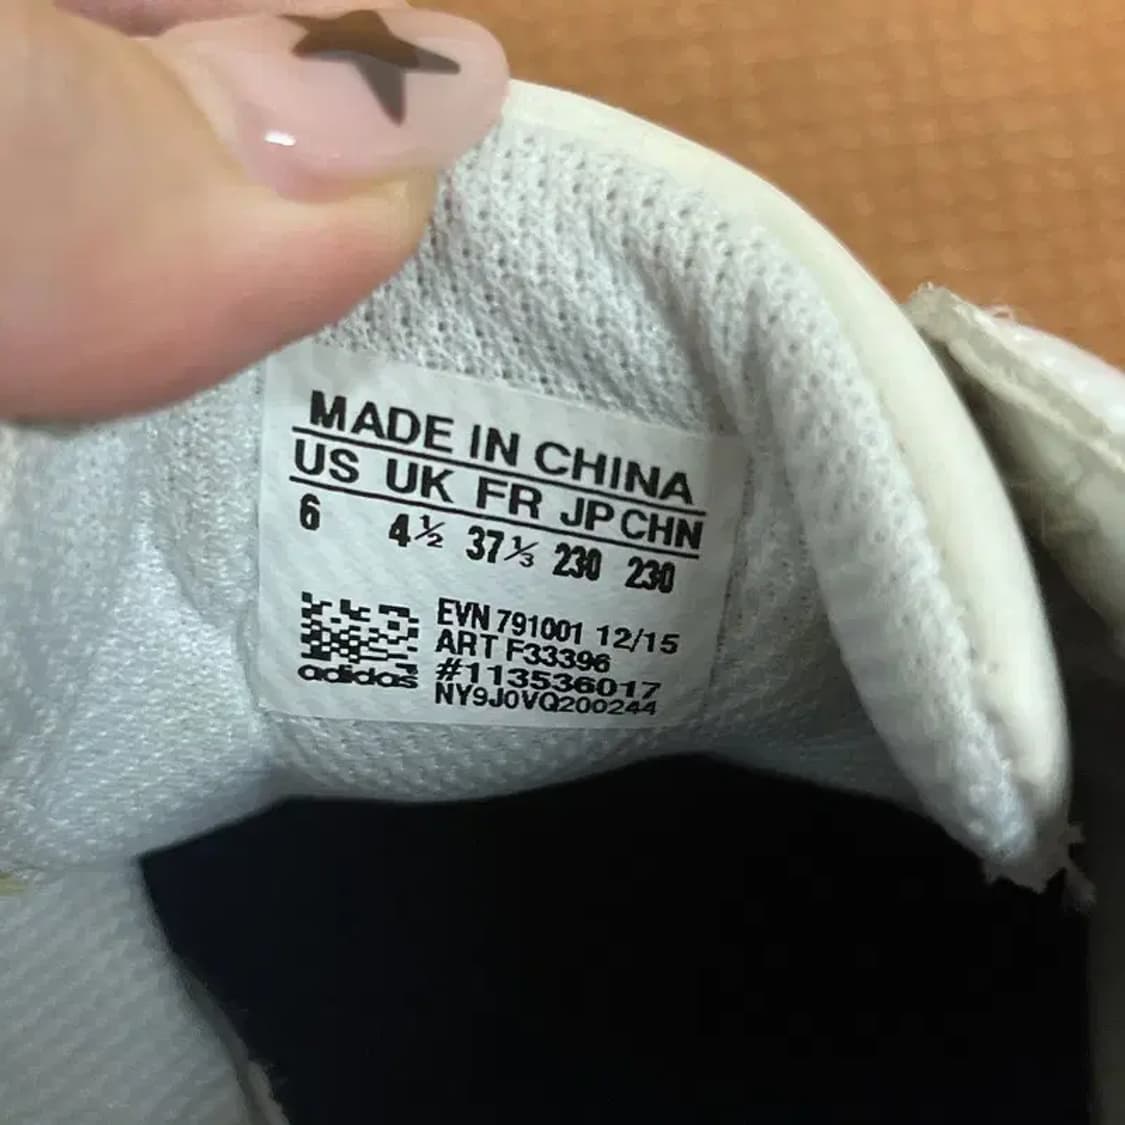 MADE IN CHINA
US UK FR JP CHN
6 4½ 37⅓ 230 230
EVN 791001 12/15
ART F33396
#113536017
NY9J0VQ200244
adidas